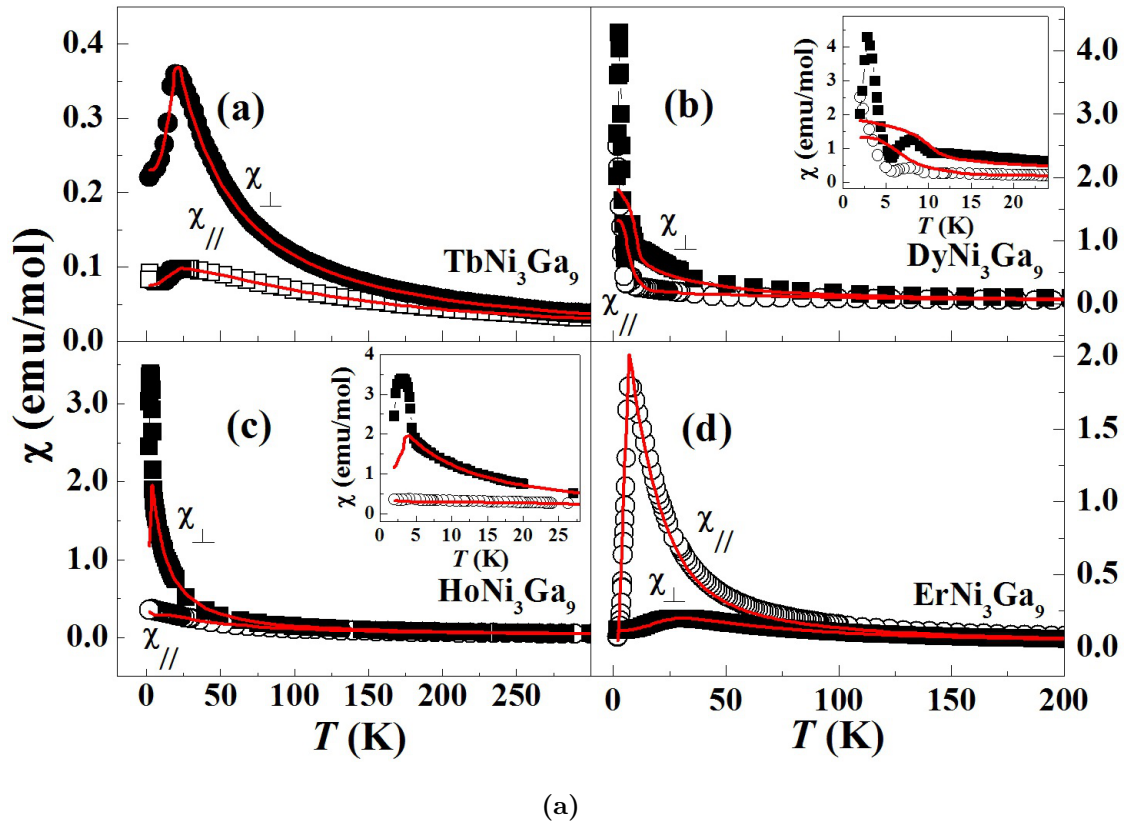 χ (emu/mol)
0.4
0.3
0.2
0.1
0.0
(a)
χ⊥
χ//
TbNi₃Ga₉
(b)
4.0
3.0
2.0
1.0
0.0
χ⊥
χ//
DyNi₃Ga₉
χ (emu/mol)
4
3
2
1
0
0 5 10 15 20
T (K)
3.0
2.0
1.0
0.0
(c)
χ⊥
χ//
HoNi₃Ga₉
χ (emu/mol)
4
3
2
1
0
0 5 10 15 20 25
T (K)
0 50 100 150 200 250
T (K)
(d)
2.0
1.5
1.0
0.5
0.0
χ//
χ⊥
ErNi₃Ga₉
0 50 100 150 200
T (K)
(a)